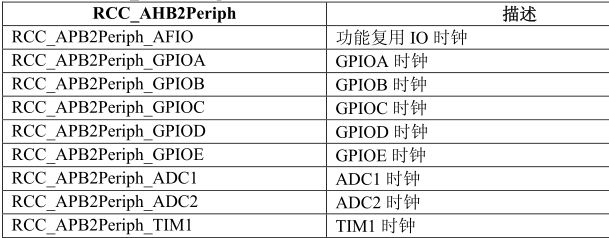 RCC_AHB2Periph 描述
RCC_APB2Periph_AFIO 功能复用 IO 时钟
RCC_APB2Periph_GPIOA GPIOA 时钟
RCC_APB2Periph_GPIOB GPIOB 时钟
RCC_APB2Periph_GPIOC GPIOC 时钟
RCC_APB2Periph_GPIOD GPIOD 时钟
RCC_APB2Periph_GPIOE GPIOE 时钟
RCC_APB2Periph_ADC1 ADC1 时钟
RCC_APB2Periph_ADC2 ADC2 时钟
RCC_APB2Periph_TIM1 TIM1 时钟